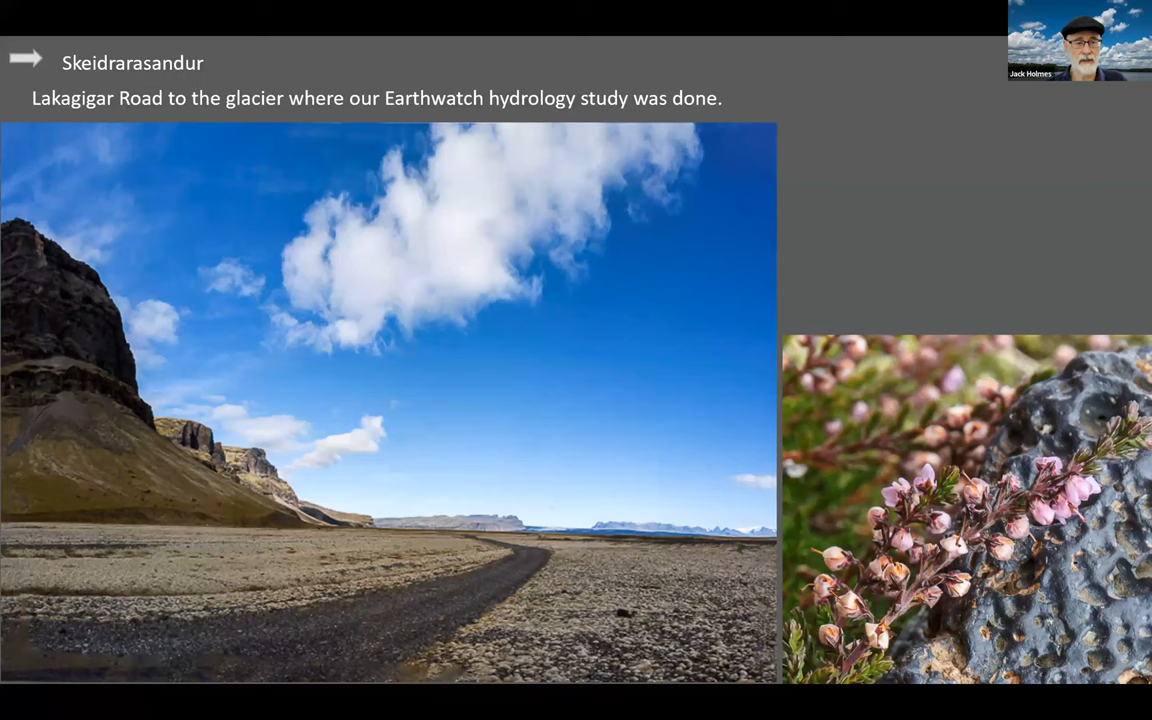 Skeidrarasandur
Lakagigar Road to the glacier where our Earthwatch hydrology study was done.
Jack Holmes